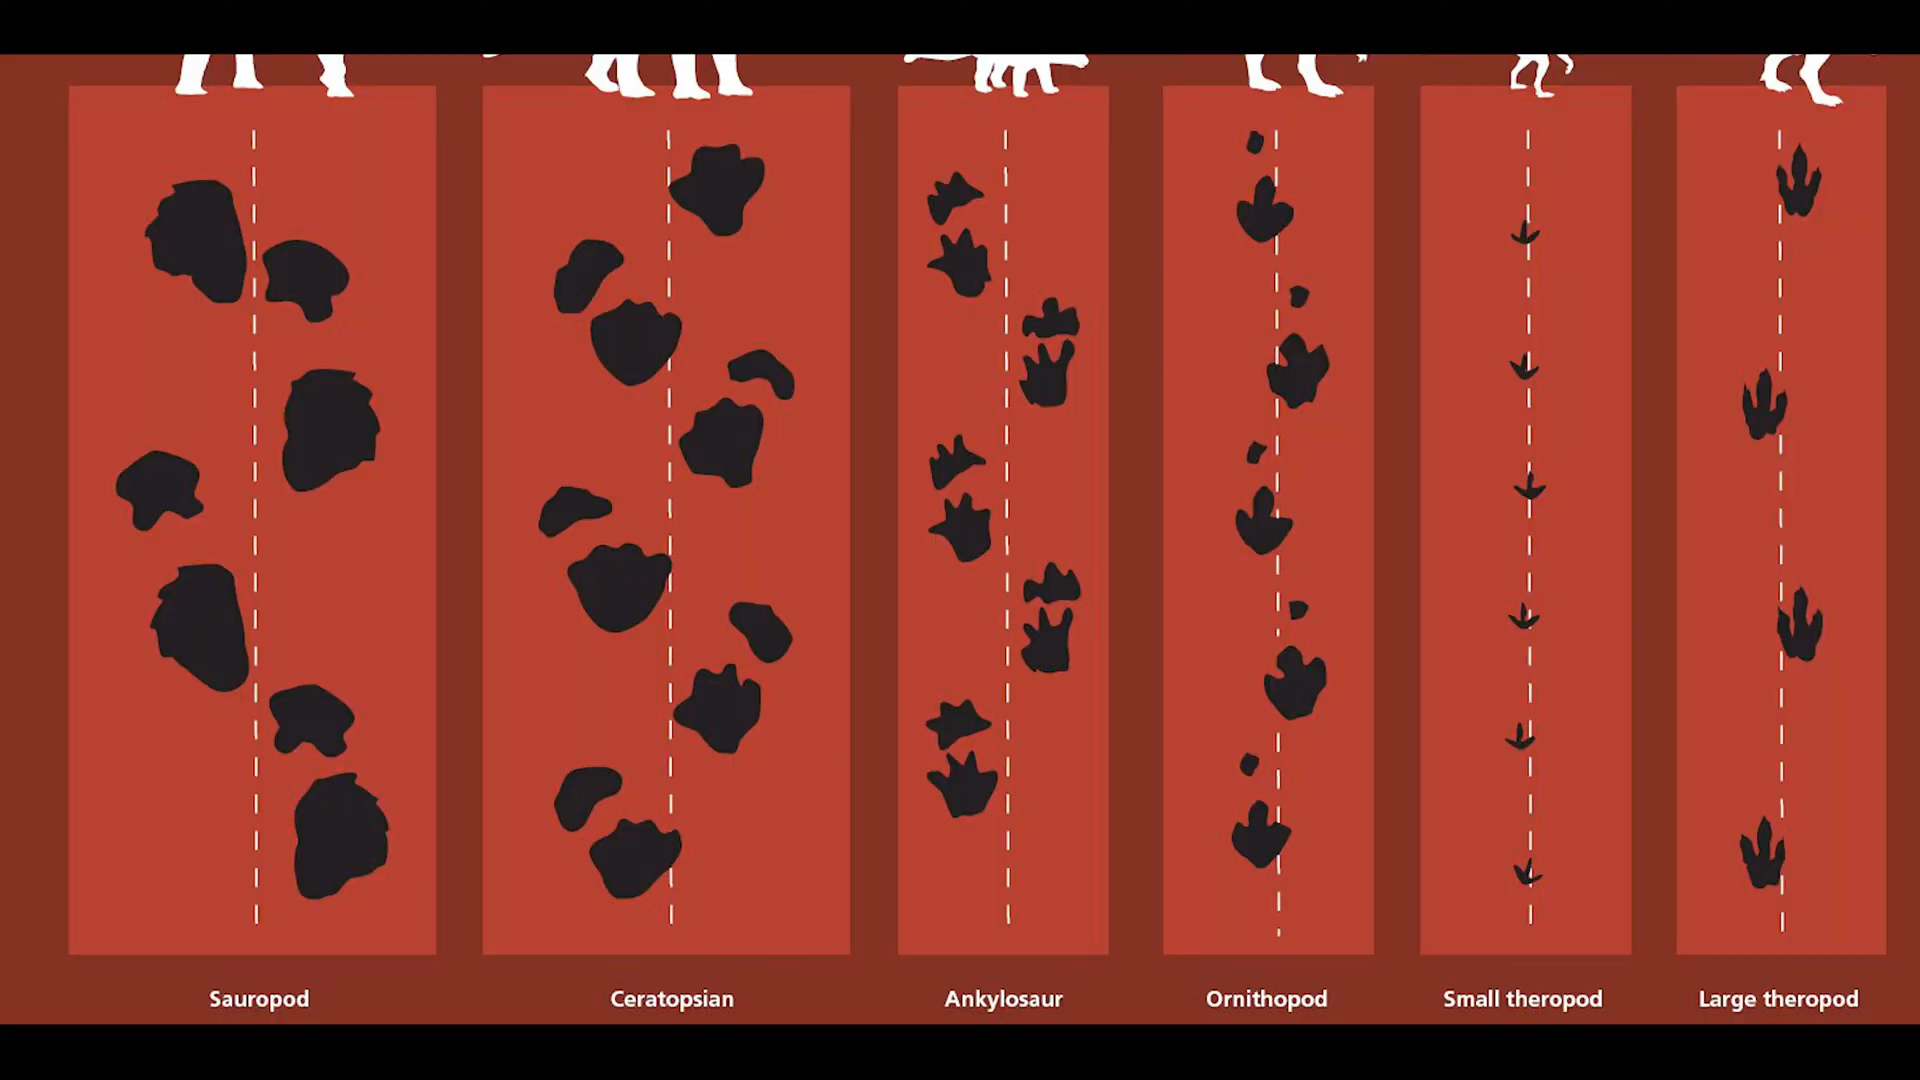 Sauropod
Ceratopsian
Ankylosaur
Ornithopod
Small theropod
Large theropod